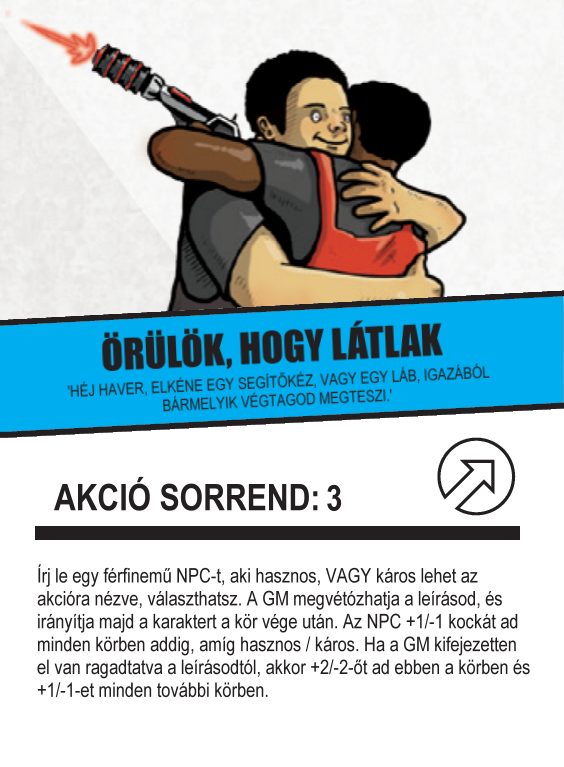 ÖRÜLÖK, HOGY LÁTLAK
'HÉJ HAVER, ELKÉNE EGY SEGÍTŐKÉZ, VAGY EGY LÁB, IGAZÁBÓL
BÁRMELYIK VÉGTAGOD MEGTESZI.'
AKCIÓ SORREND: 3
Írj le egy férfinemű NPC-t, aki hasznos, VAGY káros lehet az
akcióra nézve, választhatsz. A GM megvétózhatja a leírásod, és
irányítja majd a karaktert a kör vége után. Az NPC +1/-1 kockát ad
minden körben addig, amíg hasznos / káros. Ha a GM kifejezetten
el van ragadtatva a leírásodtól, akkor +2/-2-őt ad ebben a körben és
+1/-1-et minden további körben.